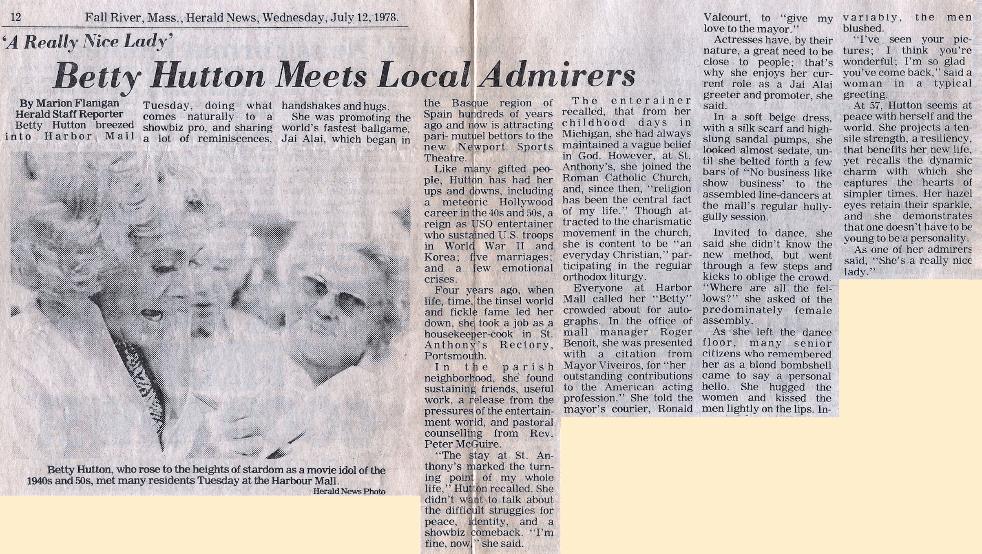 12 Fall River, Mass., Herald News, Wednesday, July 12, 1978.
'A Really Nice Lady'
Betty Hutton Meets Local Admirers
By Marion Flanigan
Herald Staff Reporter
Betty Hutton breezed
into Harbor Mall
Tuesday, doing what
comes naturally to a
showbiz pro, and sharing
a lot of reminiscences,
handshakes and hugs.
She was promoting the
world's fastest ballgame,
Jai Alai, which began in
the Basque region of
Spain hundreds of years
ago and now is attracting
pari-mutuel bettors to the
new Newport Sports
Theatre.
Like many gifted peo-
ple, Hutton has had her
ups and downs, including
a meteoric Hollywood
career in the 40s and 50s, a
reign as USO entertainer
who sustained U.S. troops
in World War II and
Korea; five marriages;
and a few emotional
crises.
Four years ago, when
life, time, the tinsel world
and fickle fame led her
down, she took a job as a
housekeeper-cook in St.
Anthony's Rectory,
Portsmouth.
In the parish
neighborhood, she found
sustaining friends, useful
work, a release from the
pressures of the entertain-
ment world, and pastoral
counselling from Rev.
Peter McGuire.
"The stay at St. An-
thony's marked the turn-
ing point of my whole
life," Hutton recalled. She
didn't want to talk about
the difficult struggles for
peace, identity, and a
showbiz comeback. "I'm
fine, now," she said.
The enterainer
recalled, that from her
childhood days in
Michigan, she had always
maintained a vague belief
in God. However, at St.
Anthony's, she joined the
Roman Catholic Church,
and, since then, "religion
has been the central fact
of my life." Though at-
tracted to the charismatic
movement in the church,
she is content to be "an
everyday Christian," par-
ticipating in the regular
orthodox liturgy.
Everyone at Harbor
Mall called her "Betty"
crowded about for auto-
graphs. In the office of
mall manager Roger
Benoit, she was presented
with a citation from
Mayor Viveiros, for "her
outstanding contributions
to the American acting
profession." She told the
mayor's courier, Ronald
Valcourt, to "give my
love to the mayor."
Actresses have, by their
nature, a great need to be
close to people; that's
why she enjoys her cur-
rent role as a Jai Alai
greeter and promoter, she
said.
In a soft beige dress,
with a silk scarf and high-
slung sandal pumps, she
looked almost sedate, un-
til she belted forth a few
bars of "No business like
show business' to the
assembled line-dancers at
the mall's regular hully-
gully session.
Invited to dance, she
said she didn't know the
new method, but went
through a few steps and
kicks to oblige the crowd.
"Where are all the fel-
lows?" she asked of the
predominately female
assembly.
As she left the dance
floor, many senior
citizens who remembered
her as a blond bombshell
came to say a personal
hello. She hugged the
women and kissed the
men lightly on the lips. In-
variably, the men
blushed.
"I've seen your pic-
tures; I think you're
wonderful; I'm so glad
you've come back," said a
woman in a typical
greeting.
At 57, Hutton seems at
peace with herself and the
world. She projects a ten-
sile strength, a resiliency,
that benefits her new life,
yet recalls the dynamic
charm with which she
captures the hearts of
simpler times. Her hazel
eyes retain their sparkle,
and she demonstrates
that one doesn't have to be
young to be a personality.
As one of her admirers
said, "She's a really nice
lady."
Betty Hutton, who rose to the heights of stardom as a movie idol of the
1940s and 50s, met many residents Tuesday at the Harbour Mall.
Herald News Photo